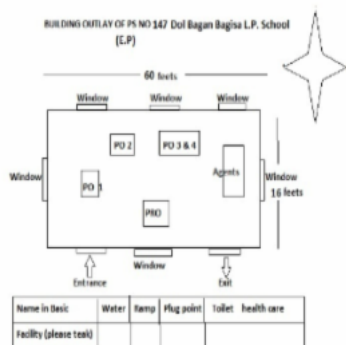 BUILDING OUTLAY OF PS NO 147 Dol Bagan Bagisa L.P. School
(E.P)
60 feets
Window Window Window
PO 2 PO 3 & 4
Window Agents Window
PO 1 16 feets
PRO
Window
Entrance Exit
Name in Basic Water Ramp Plug point Toilet health care
Facility (please teak)